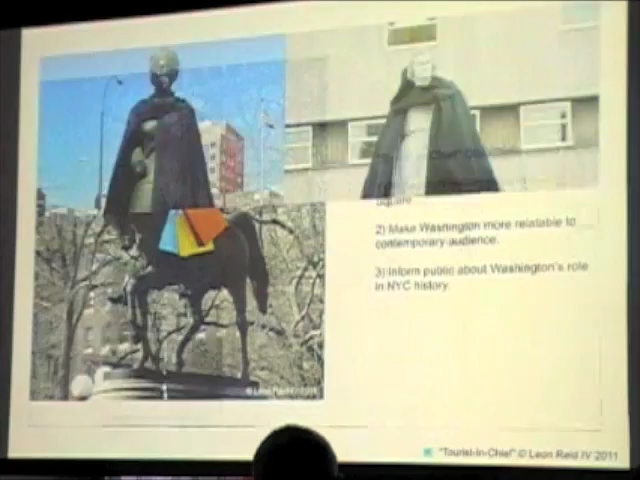 square
2) Make Washington more relatable to
contemporary audience.
3) Inform public about Washington's role
in NYC history.
"Tourist-In-Chief" © Leon Reid IV 2011